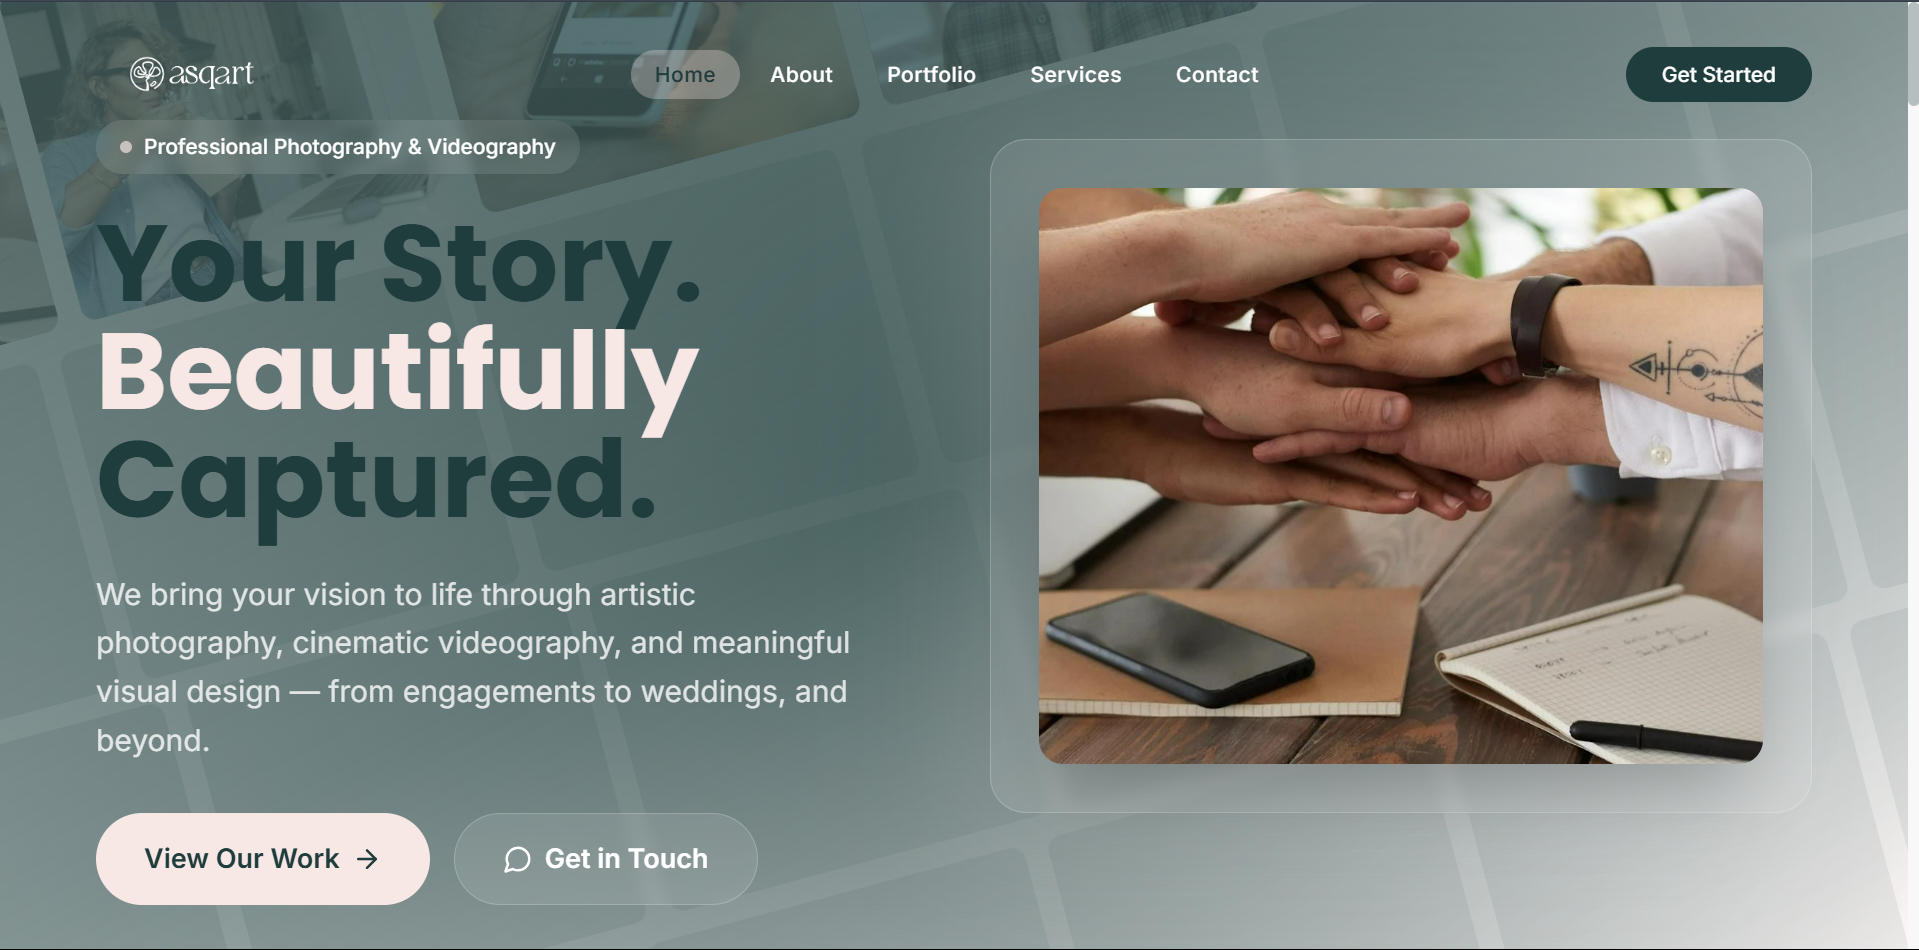 asqart
Home
About
Portfolio
Services
Contact
Get Started
Professional Photography & Videography
Your Story.
Beautifully
Captured.
We bring your vision to life through artistic
photography, cinematic videography, and meaningful
visual design — from engagements to weddings, and
beyond.
View Our Work
Get in Touch